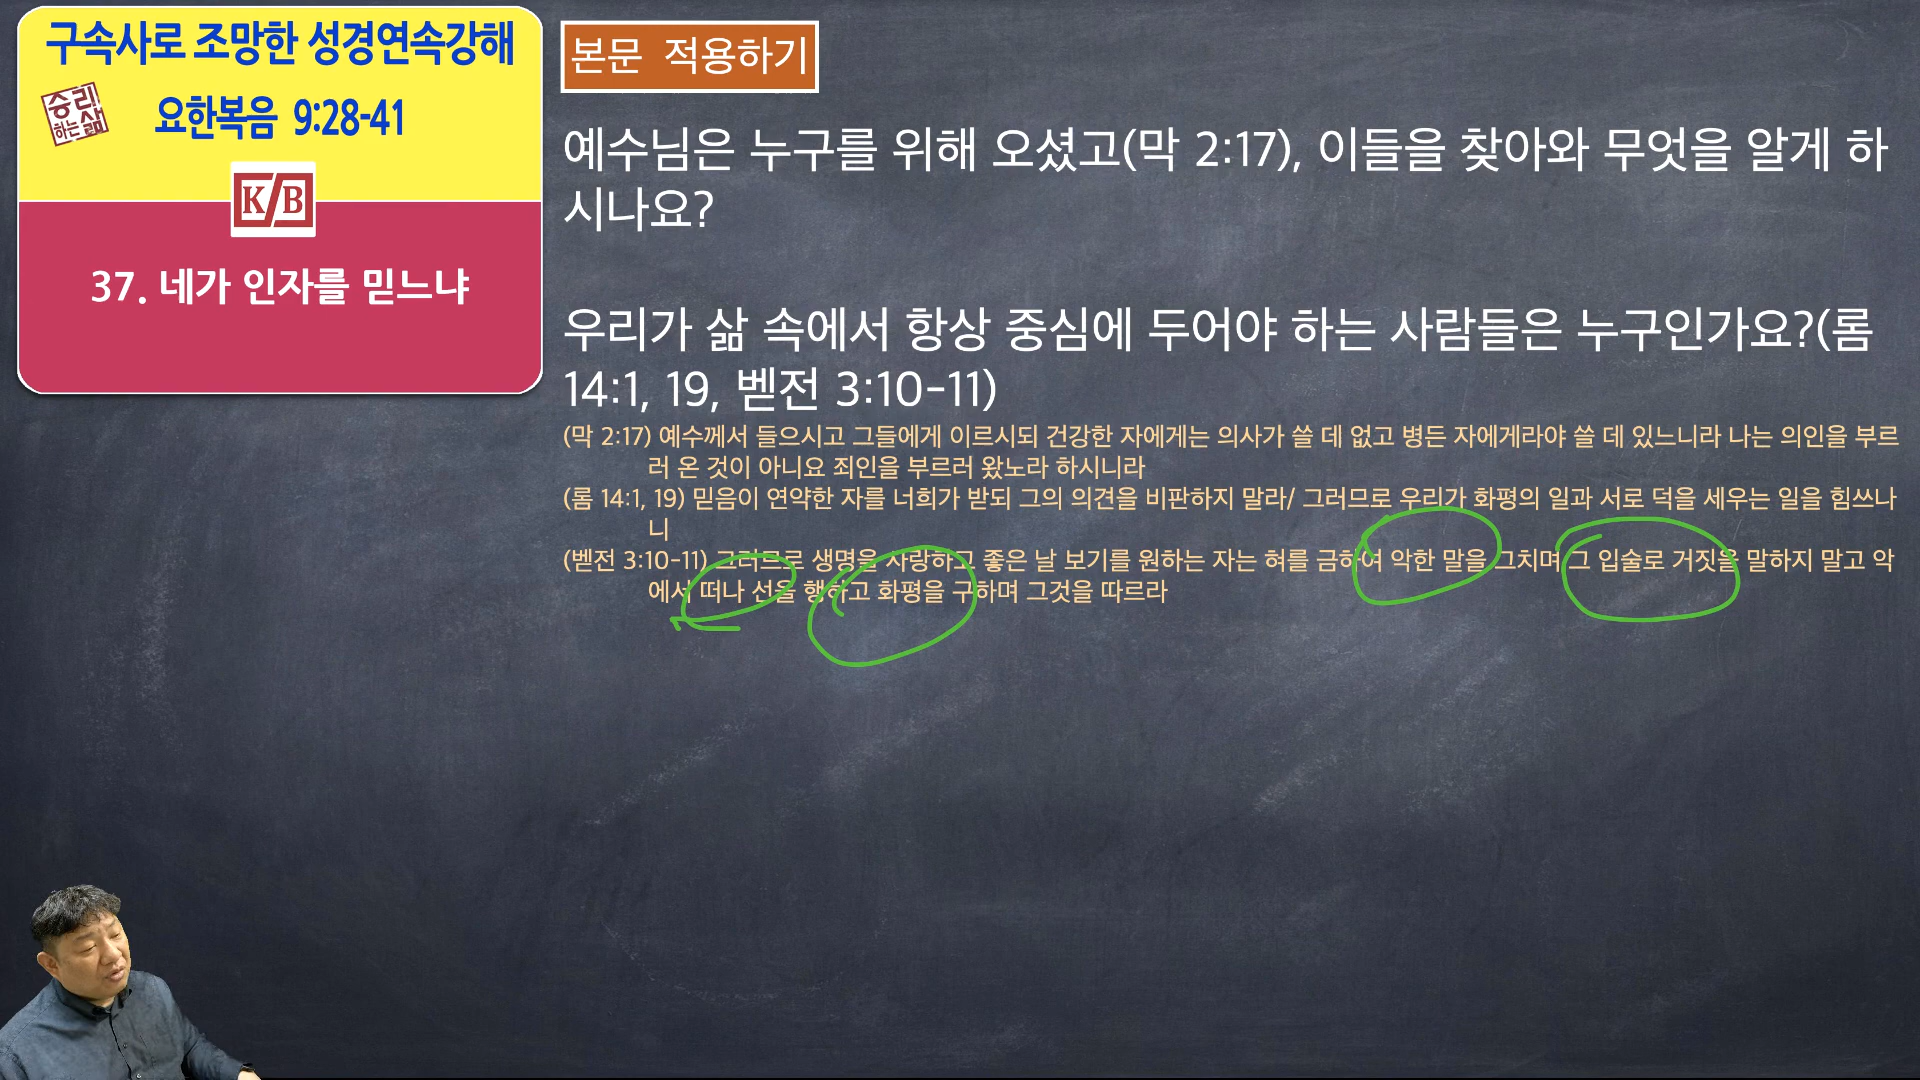 구속사로 조망한 성경연속강해
승리
하는 삶
요한복음 9:28-41
K/B
37. 네가 인자를 믿느냐
본문 적용하기
예수님은 누구를 위해 오셨고(막 2:17), 이들을 찾아와 무엇을 알게 하
시나요?
우리가 삶 속에서 항상 중심에 두어야 하는 사람들은 누구인가요?(롬
14:1, 19, 벧전 3:10-11)
(막 2:17) 예수께서 들으시고 그들에게 이르시되 건강한 자에게는 의사가 쓸 데 없고 병든 자에게라야 쓸 데 있느니라 나는 의인을 부르
러 온 것이 아니요 죄인을 부르러 왔노라 하시니라
(롬 14:1, 19) 믿음이 연약한 자를 너희가 받되 그의 의견을 비판하지 말라/ 그러므로 우리가 화평의 일과 서로 덕을 세우는 일을 힘쓰나
니
(벧전 3:10-11) 그러므로 생명을 사랑하고 좋은 날 보기를 원하는 자는 혀를 금하여 악한 말을 그치며 그 입술로 거짓을 말하지 말고 악
에서 떠나 선을 행하고 화평을 구하며 그것을 따르라